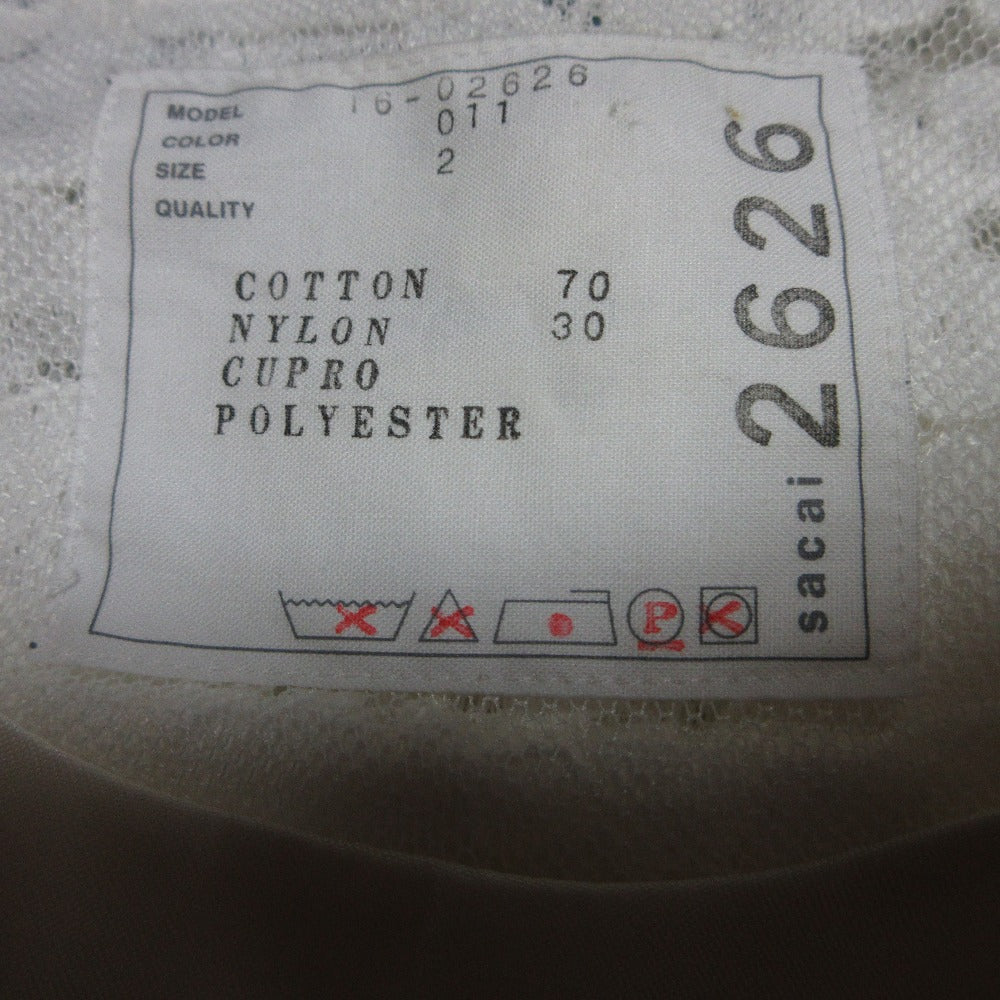 MODEL 16-02626
COLOR 011
SIZE 2
QUALITY
COTTON 70
NYLON 30
CUPRO
POLYESTER
P
sacai 2626